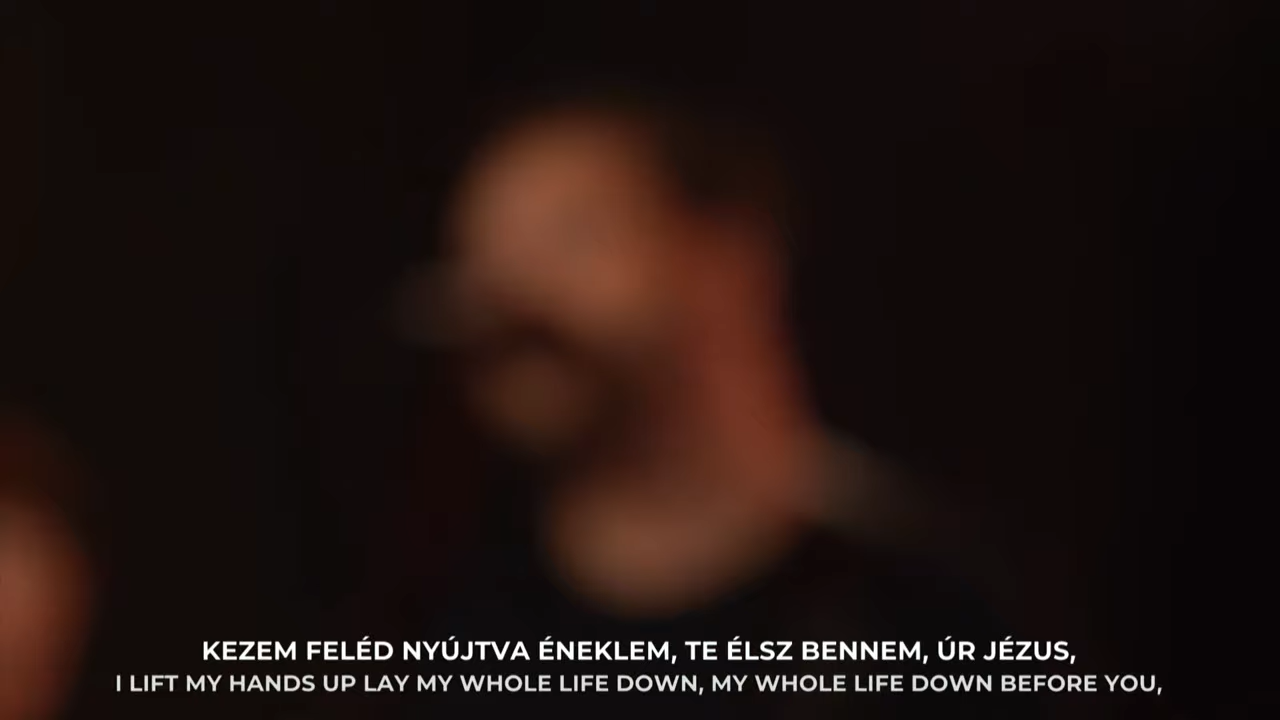 KEZEM FELÉD NYÚJTVA ÉNEKLEM, TE ÉLSZ BENNEM, ÚR JÉZUS,
I LIFT MY HANDS UP LAY MY WHOLE LIFE DOWN, MY WHOLE LIFE DOWN BEFORE YOU,